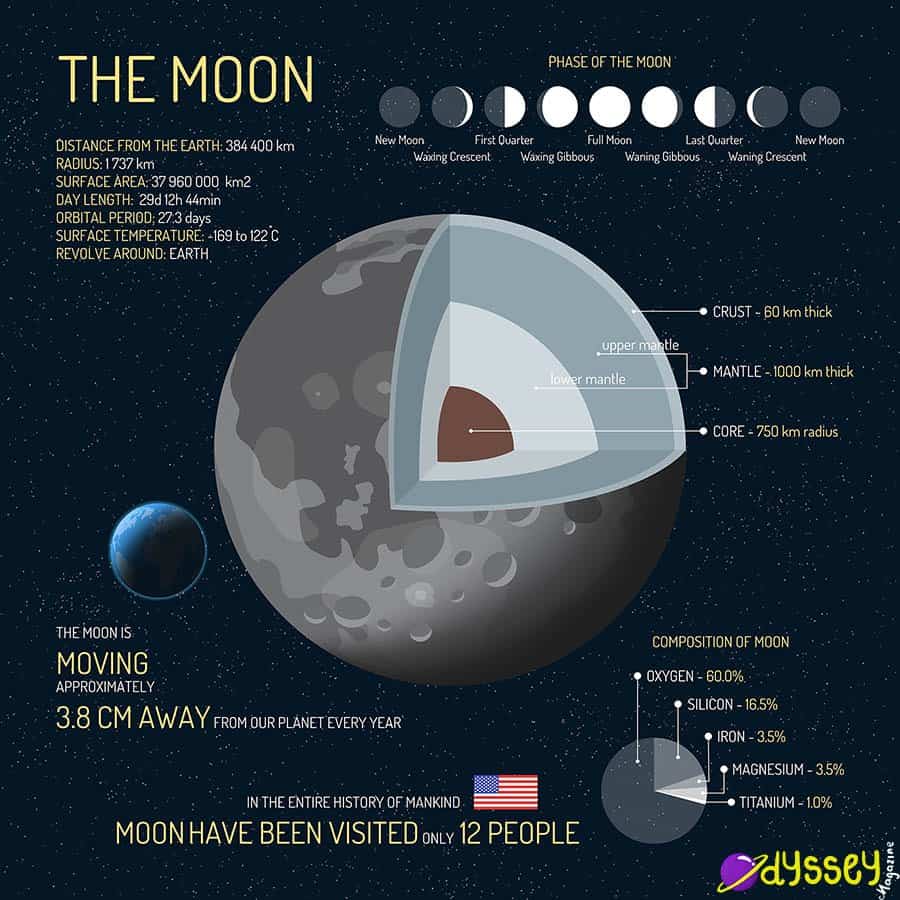 THE MOON
DISTANCE FROM THE EARTH: 384 400 km
RADIUS: 1 737 km
SURFACE AREA: 37 960 000 km2
DAY LENGTH: 29d 12h 44min
ORBITAL PERIOD: 27.3 days
SURFACE TEMPERATURE: -169 to 122˚C
REVOLVE AROUND: EARTH
PHASE OF THE MOON
New Moon
Waxing Crescent
First Quarter
Waxing Gibbous
Full Moon
Waning Gibbous
Last Quarter
Waning Crescent
New Moon
CRUST - 60 km thick
upper mantle
MANTLE - 1000 km thick
lower mantle
CORE - 750 km radius
THE MOON IS
MOVING
APPROXIMATELY
3.8 CM AWAY FROM OUR PLANET EVERY YEAR
COMPOSITION OF MOON
OXYGEN - 60.0%
SILICON - 16.5%
IRON - 3.5%
MAGNESIUM - 3.5%
TITANIUM - 1.0%
IN THE ENTIRE HISTORY OF MANKIND
MOON HAVE BEEN VISITED ONLY 12 PEOPLE
Odyssey
Magazine